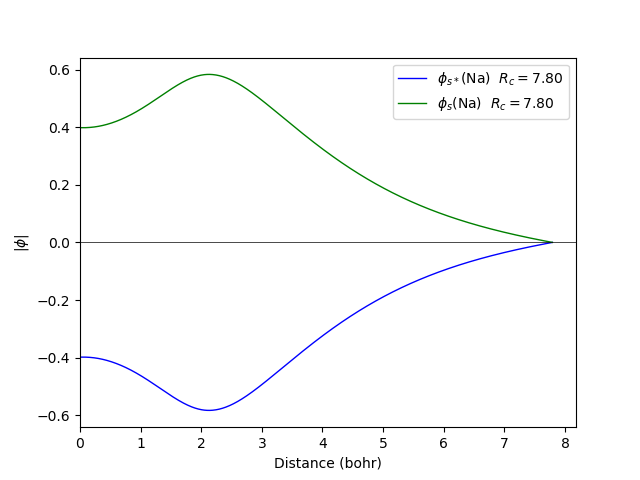 ϕs*(Na) Rc = 7.80
ϕs(Na) Rc = 7.80
0.6
0.4
0.2
0.0
−0.2
−0.4
−0.6
|ϕ|
0 1 2 3 4 5 6 7 8
Distance (bohr)